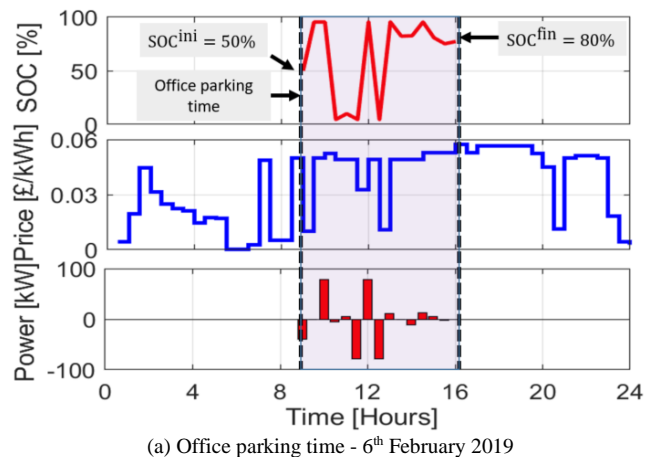 SOC [%]
100
50
0
SOC^ini = 50%
SOC^fin = 80%
Office parking
time
Price [£/kWh]
0.06
0.03
0
Power [kW]
100
0
-100
0 4 8 12 16 20 24
Time [Hours]
(a) Office parking time - 6th February 2019